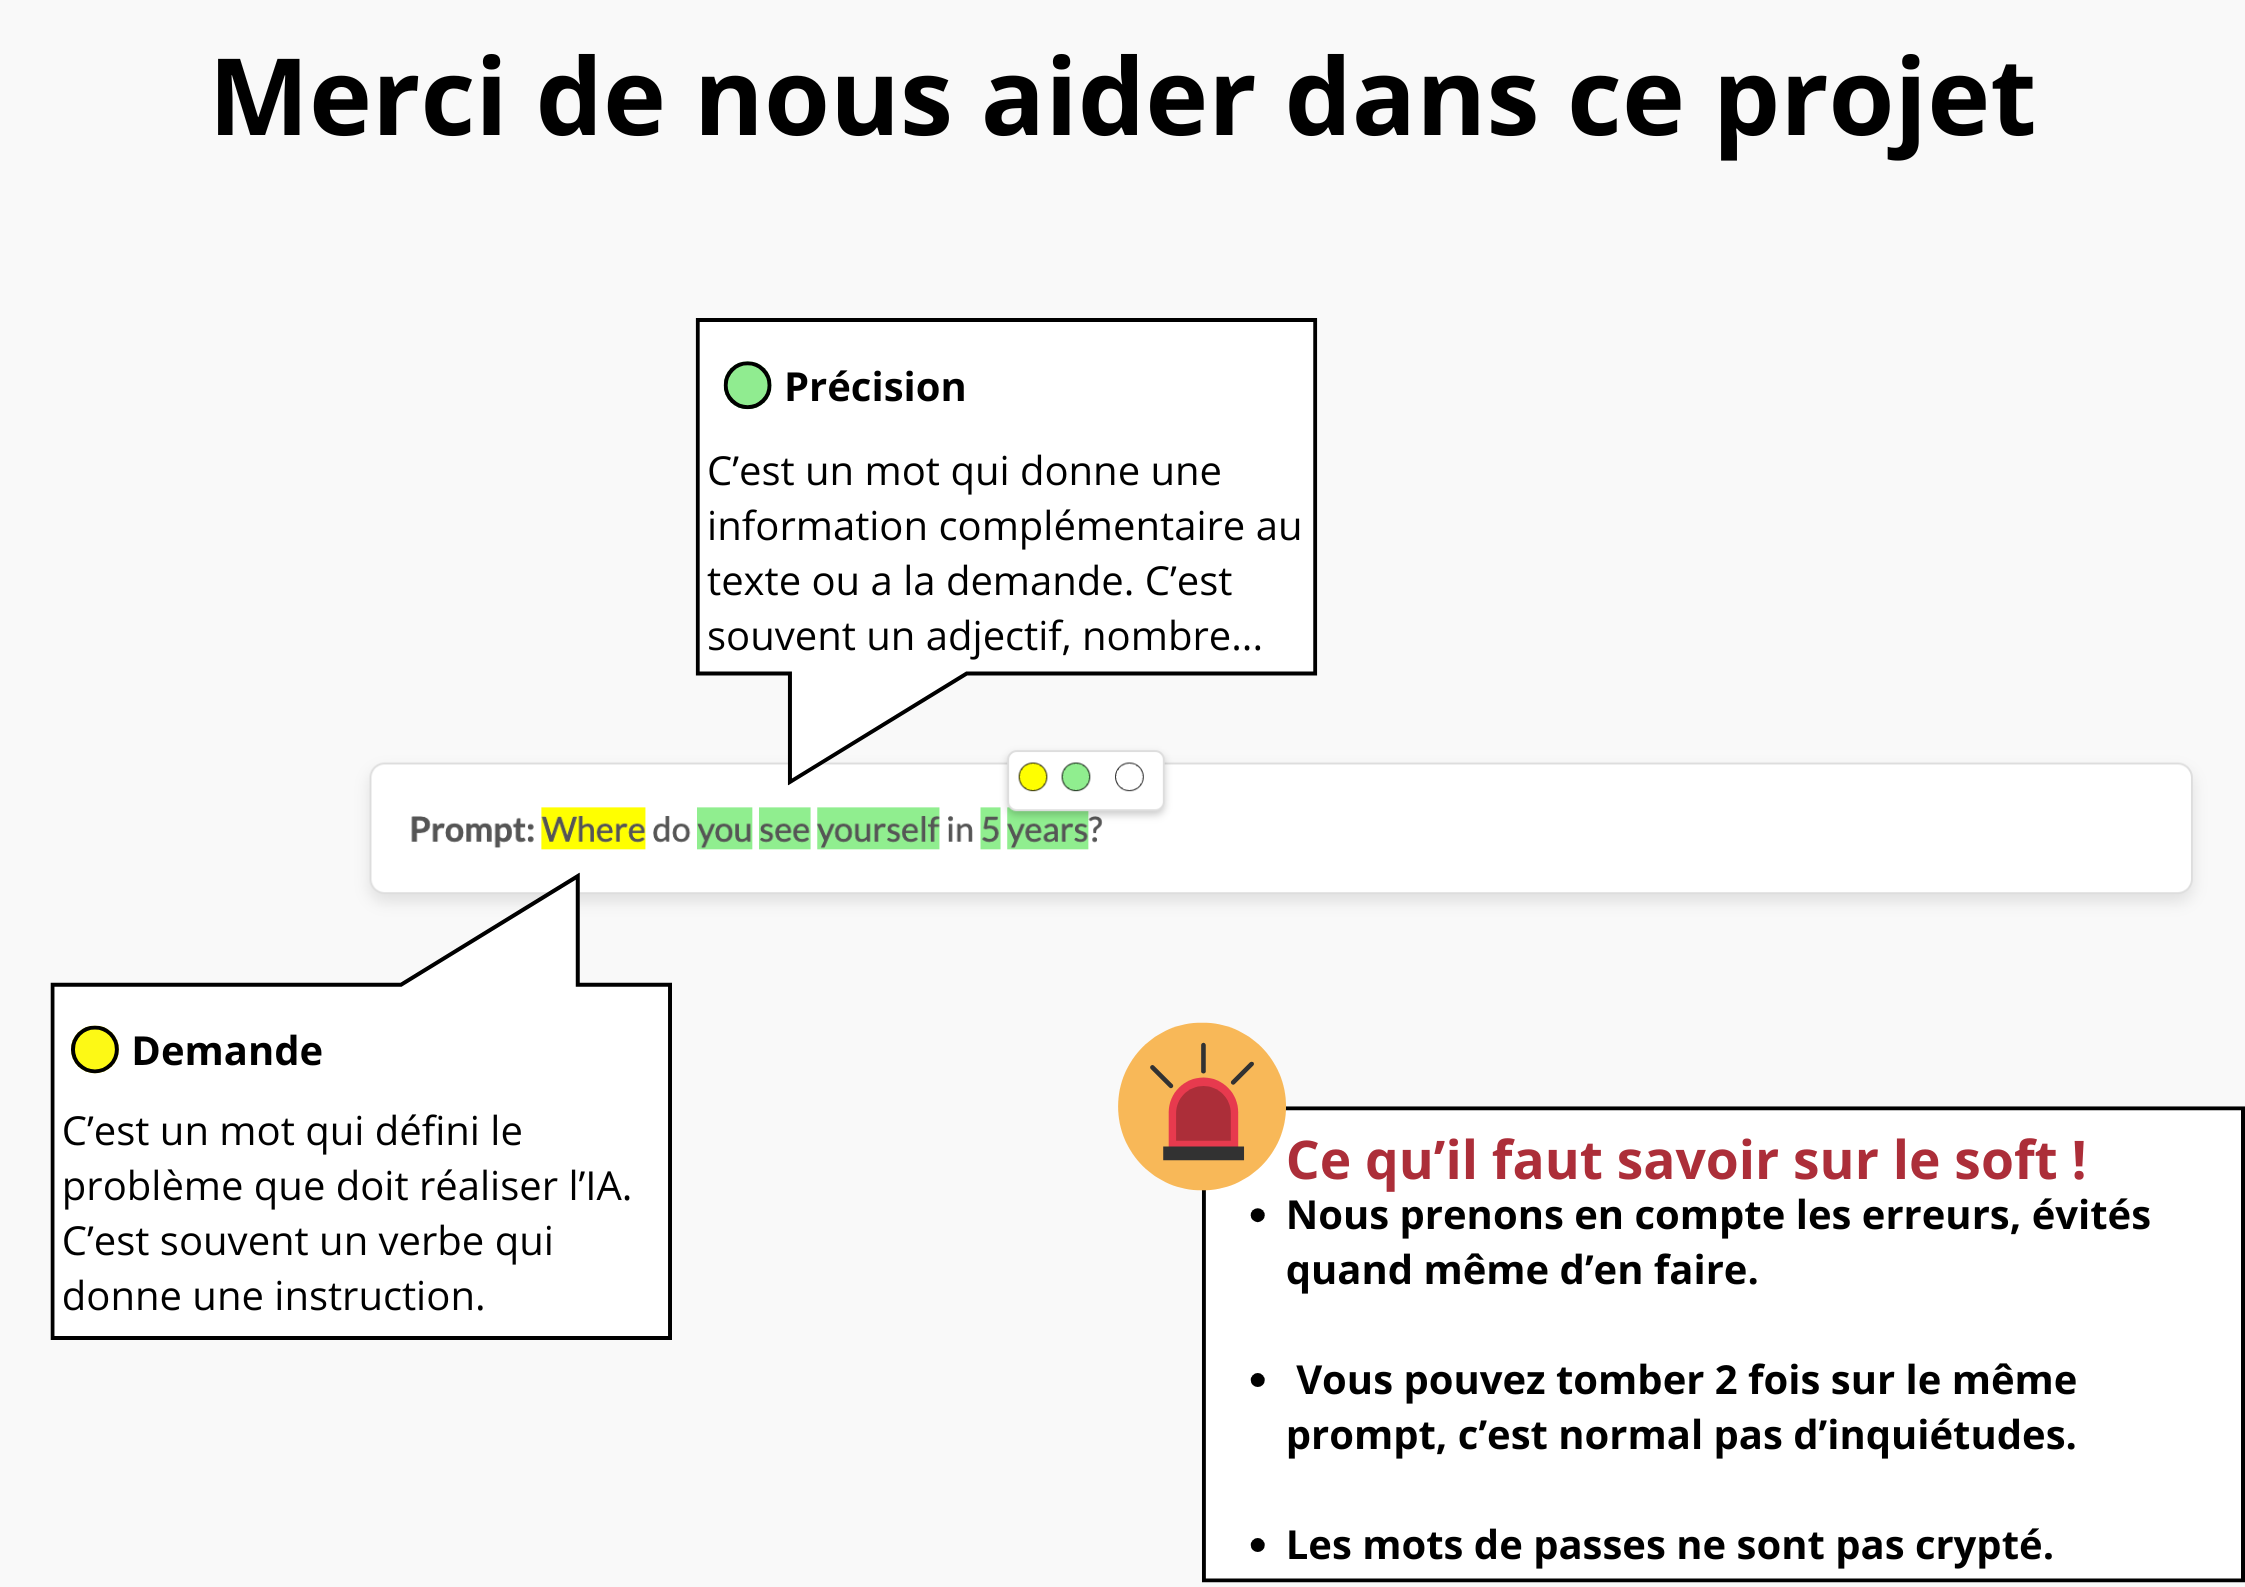 Merci de nous aider dans ce projet
Précision
C’est un mot qui donne une
information complémentaire au
texte ou a la demande. C’est
souvent un adjectif, nombre...
Prompt: Where do you see yourself in 5 years?
Demande
C’est un mot qui défini le
problème que doit réaliser l’IA.
C’est souvent un verbe qui
donne une instruction.
Ce qu’il faut savoir sur le soft !
• Nous prenons en compte les erreurs, évités
quand même d’en faire.
• Vous pouvez tomber 2 fois sur le même
prompt, c’est normal pas d’inquiétudes.
• Les mots de passes ne sont pas crypté.